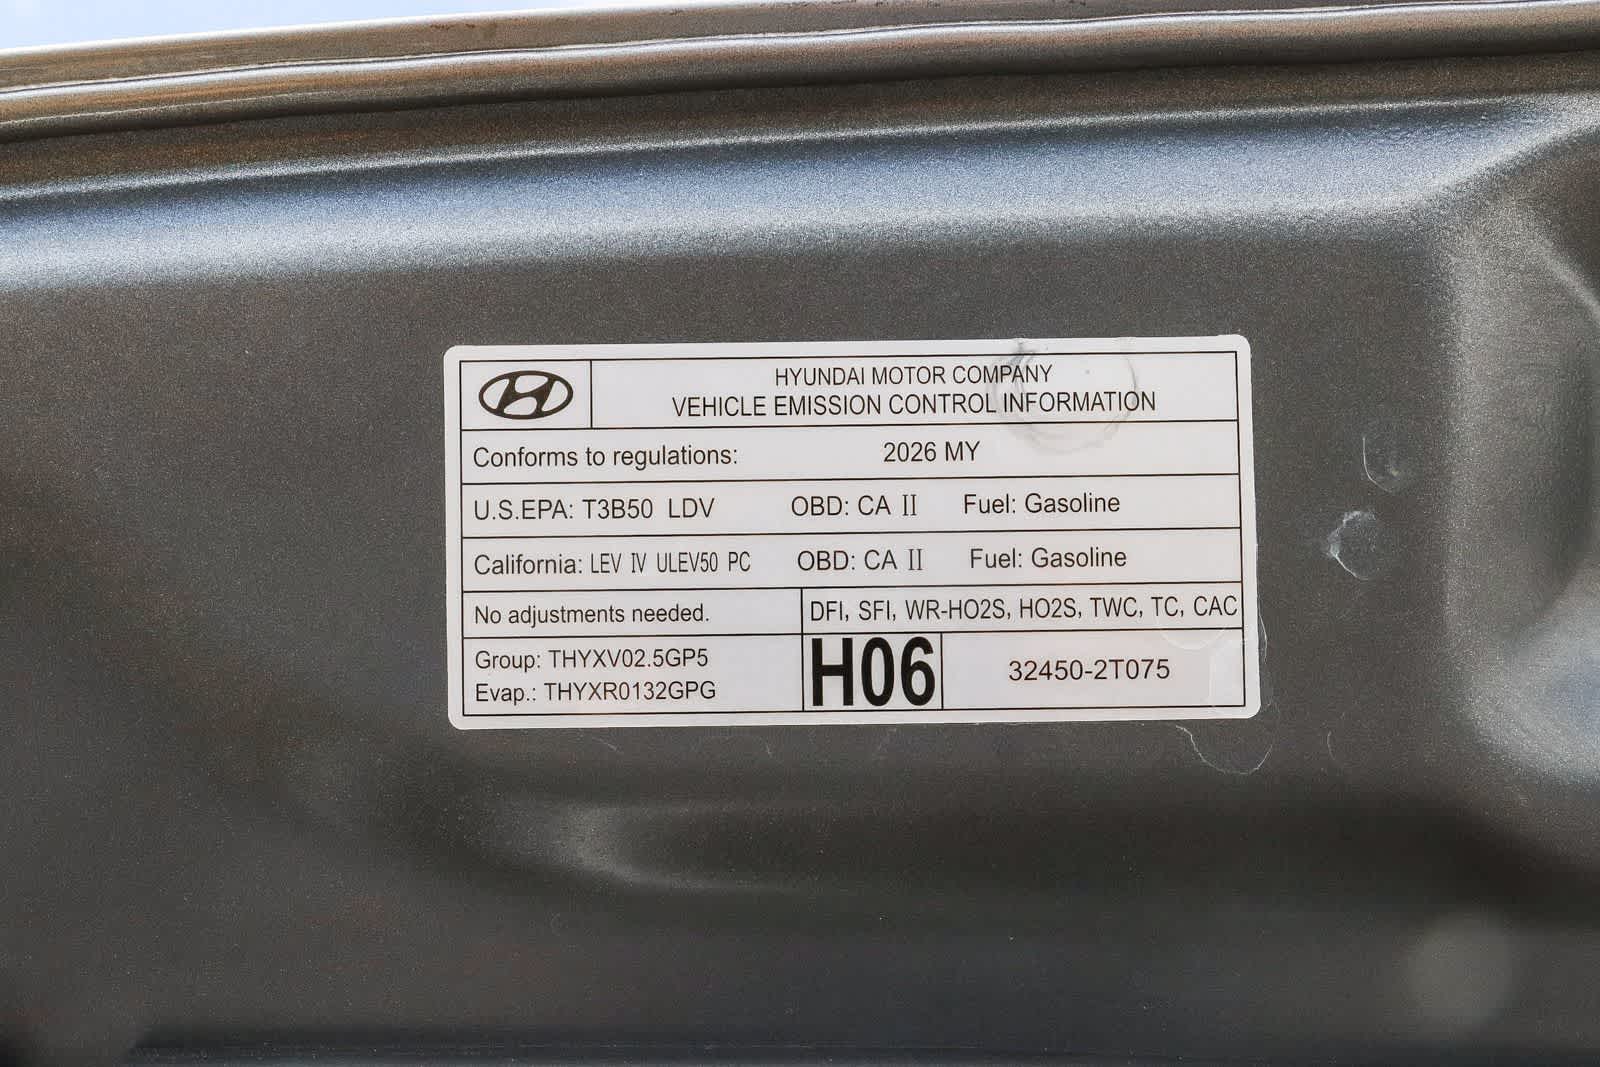 HYUNDAI MOTOR COMPANY
VEHICLE EMISSION CONTROL INFORMATION
Conforms to regulations: 2026 MY
U.S.EPA: T3B50 LDV OBD: CA II Fuel: Gasoline
California: LEV IV ULEV50 PC OBD: CA II Fuel: Gasoline
No adjustments needed. DFI, SFI, WR-HO2S, HO2S, TWC, TC, CAC
Group: THYXV02.5GP5
Evap.: THYXR0132GPG
H06
32450-2T075